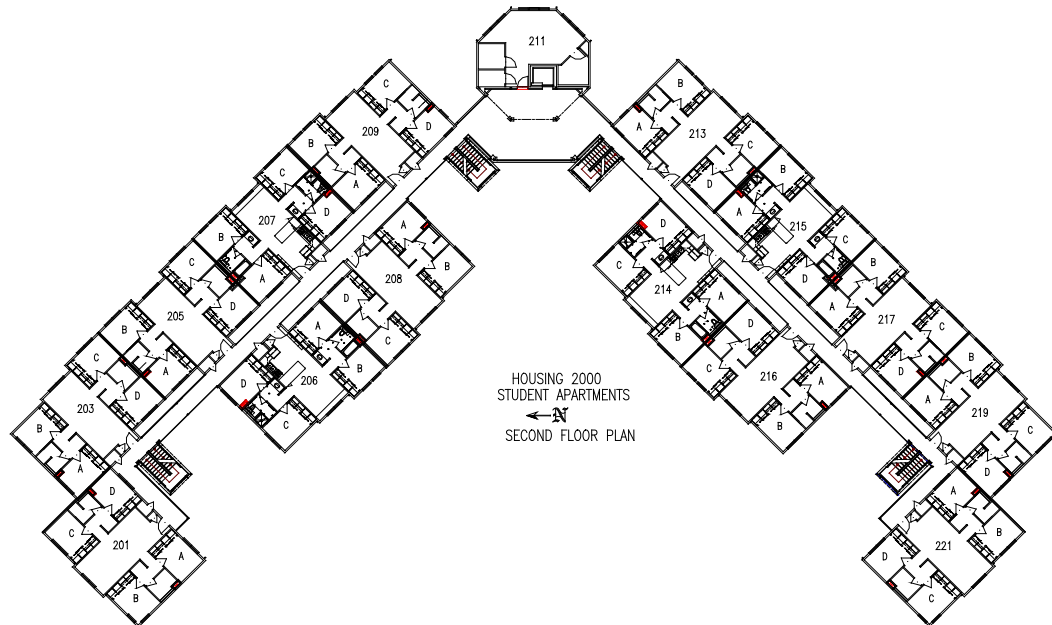 211
C
D
209
B
A
C
D
207
B
A
C
D
205
B
A
C
D
203
B
A
D
C
201
A
B
A
B
208
D
C
A
B
206
D
C
B
A
213
C
D
B
A
215
C
D
B
A
217
C
D
B
A
219
C
D
D
C
214
A
B
D
C
216
A
B
A
B
221
D
C
HOUSING 2000
STUDENT APARTMENTS
N
SECOND FLOOR PLAN